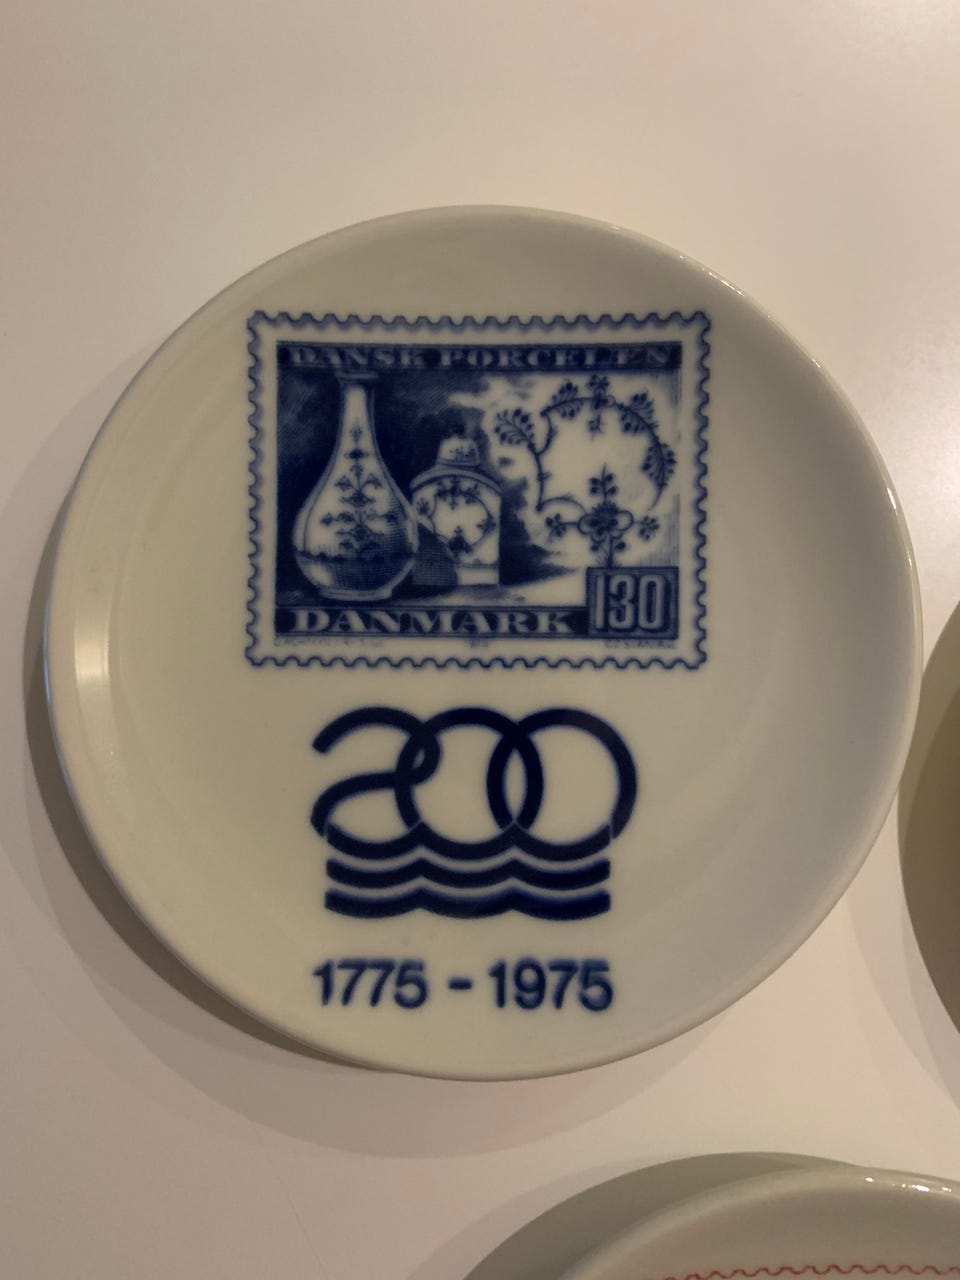 DANSK PORCELÆN
130
DANMARK
200
1775 - 1975